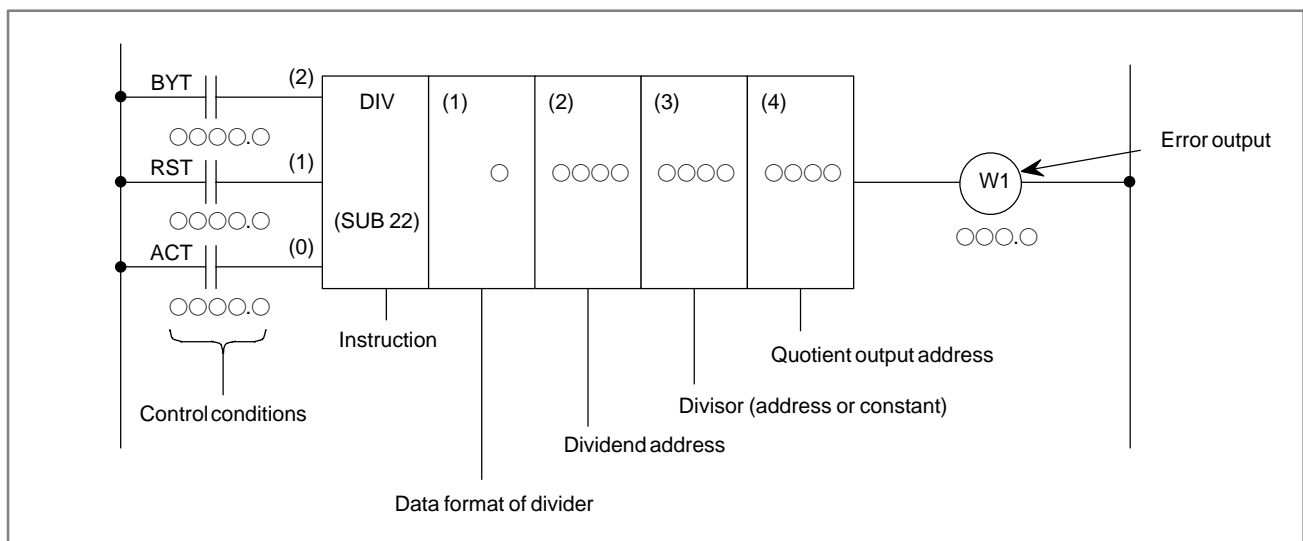 BYT (2) DIV (1) (2) (3) (4)
Error output
○○○○.○
RST (1) ○ ○○○○ ○○○○ ○○○○ W1
○○○○.○ (SUB 22) ○○○.○
ACT (0)
○○○○.○
Instruction
Quotient output address
Control conditions
Divisor (address or constant)
Dividend address
Data format of divider